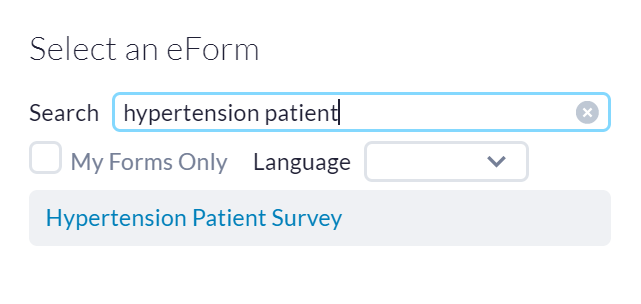 Select an eForm
Search hypertension patient
My Forms Only Language
Hypertension Patient Survey